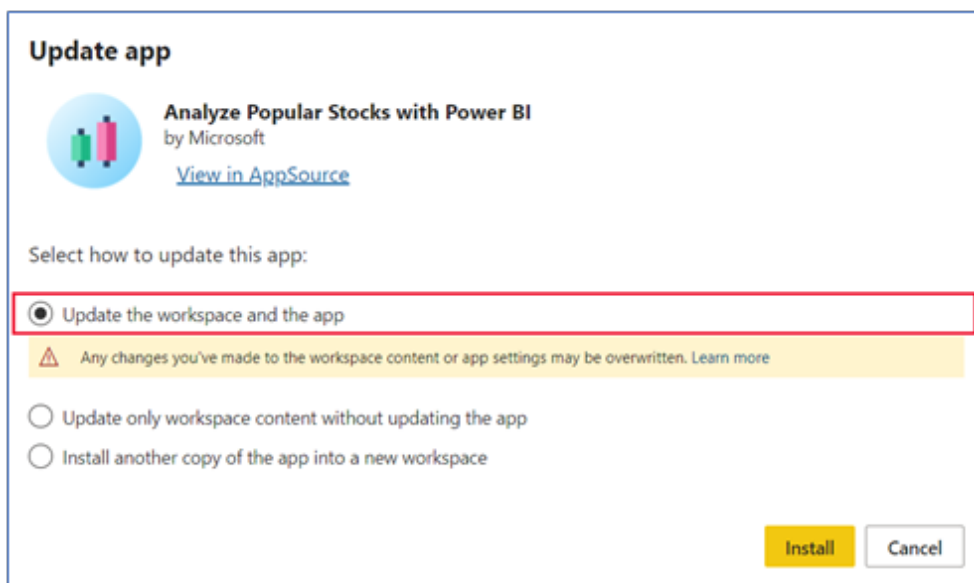 Update app
Analyze Popular Stocks with Power BI
by Microsoft
View in AppSource
Select how to update this app:
Update the workspace and the app
Any changes you've made to the workspace content or app settings may be overwritten. Learn more
Update only workspace content without updating the app
Install another copy of the app into a new workspace
Install
Cancel